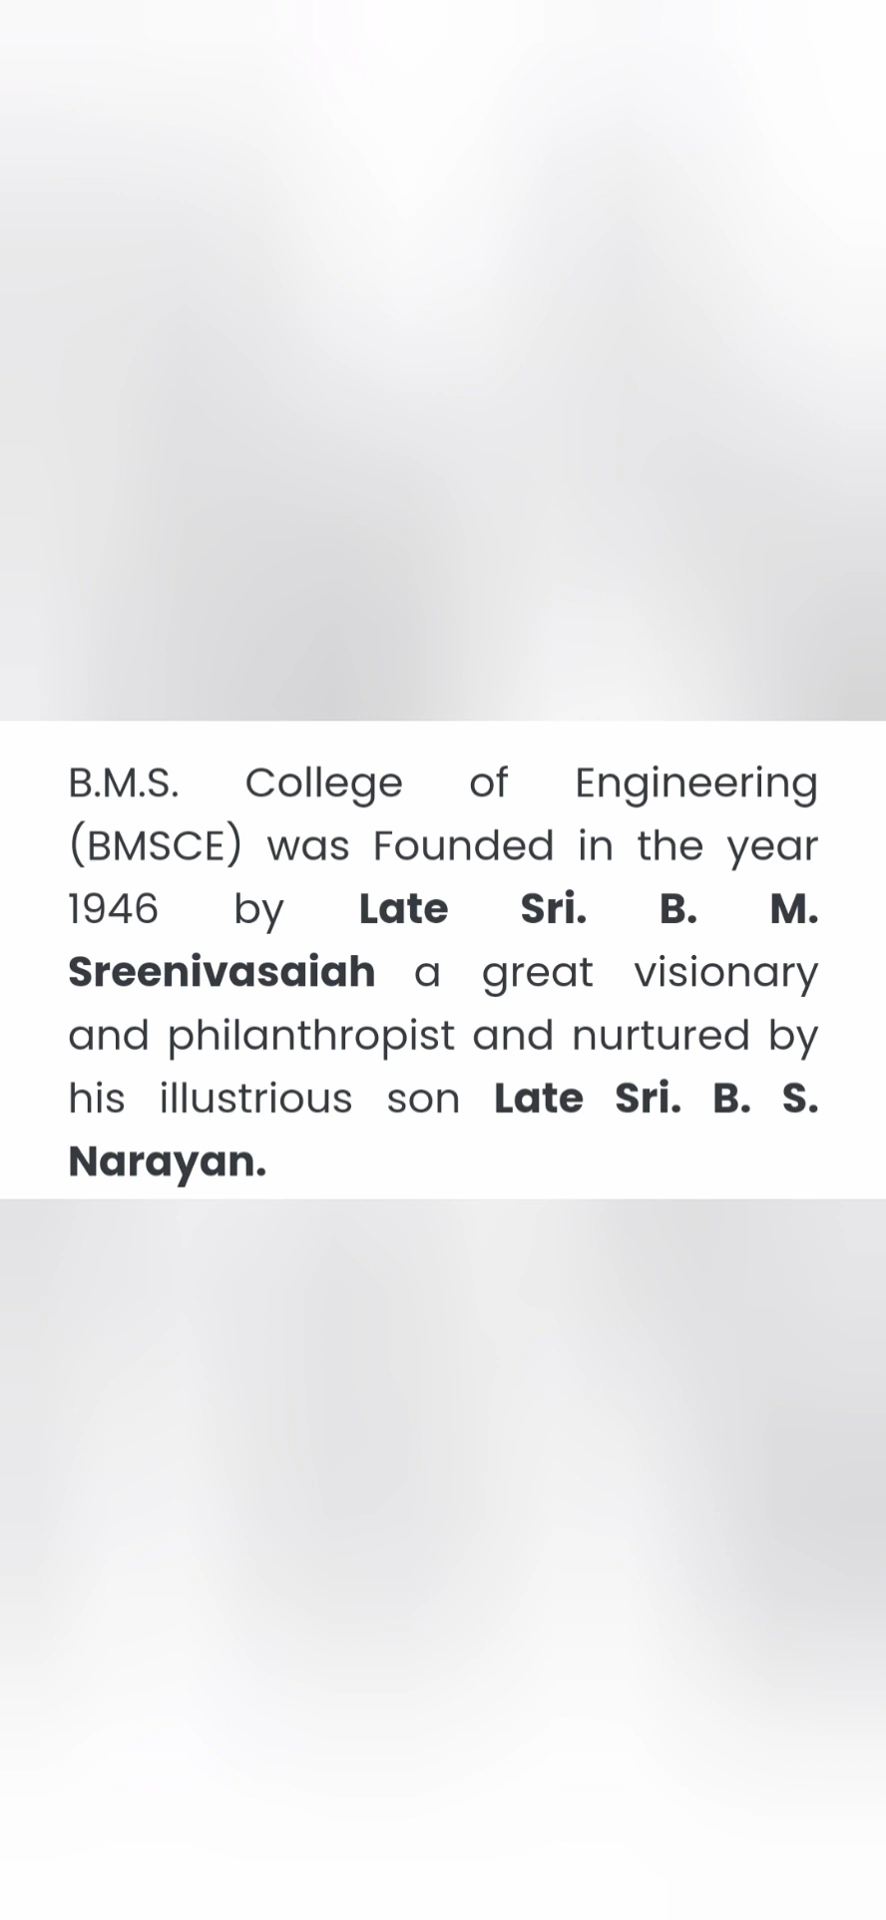 B.M.S. College of Engineering
(BMSCE) was Founded in the year
1946 by Late Sri. B. M.
Sreenivasaiah a great visionary
and philanthropist and nurtured by
his illustrious son Late Sri. B. S.
Narayan.